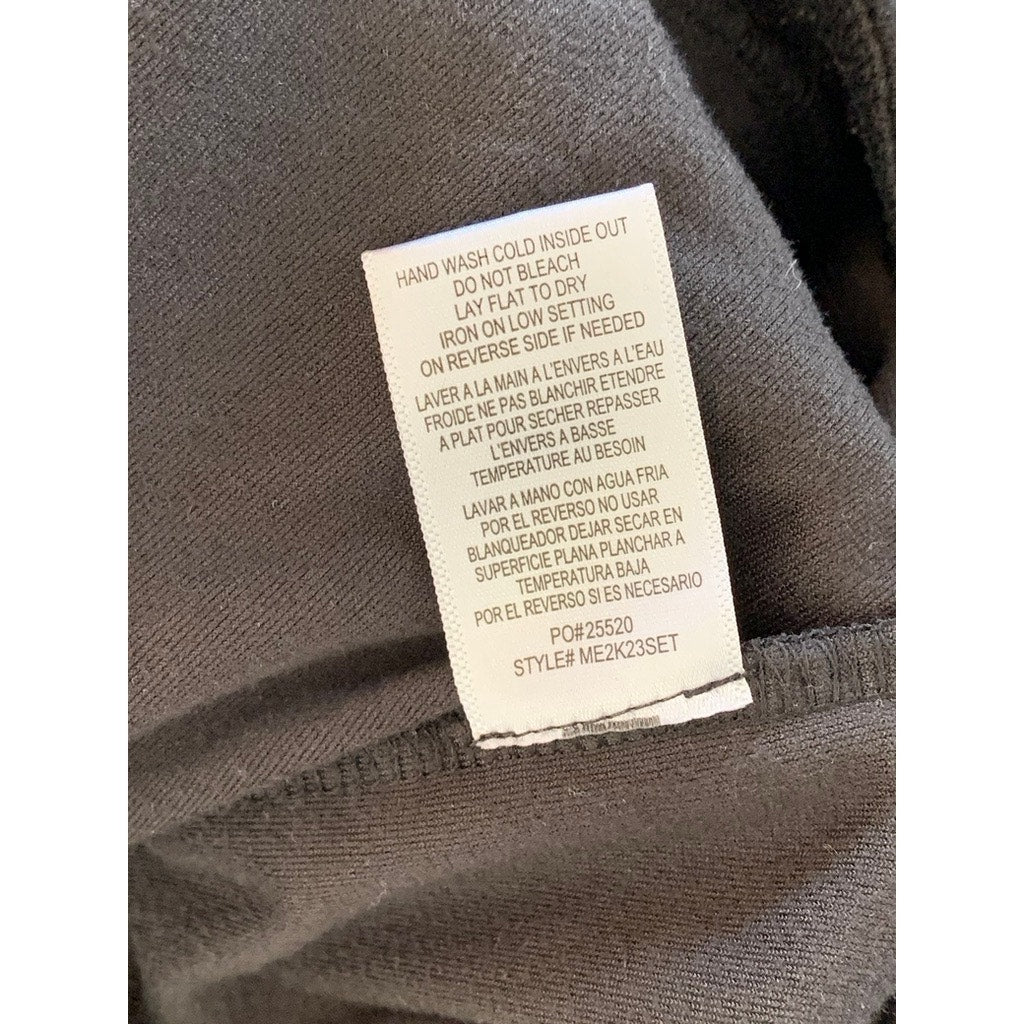 HAND WASH COLD INSIDE OUT
DO NOT BLEACH
LAY FLAT TO DRY
IRON ON LOW SETTING
ON REVERSE SIDE IF NEEDED
LAVER A LA MAIN A L'ENVERS A L'EAU
FROIDE NE PAS BLANCHIR ETENDRE
A PLAT POUR SECHER REPASSER
L'ENVERS A BASSE
TEMPERATURE AU BESOIN
LAVAR A MANO CON AGUA FRIA
POR EL REVERSO NO USAR
BLANQUEADOR DEJAR SECAR EN
SUPERFICIE PLANA PLANCHAR A
TEMPERATURA BAJA
POR EL REVERSO SI ES NECESARIO
PO#25520
STYLE# ME2K23SET